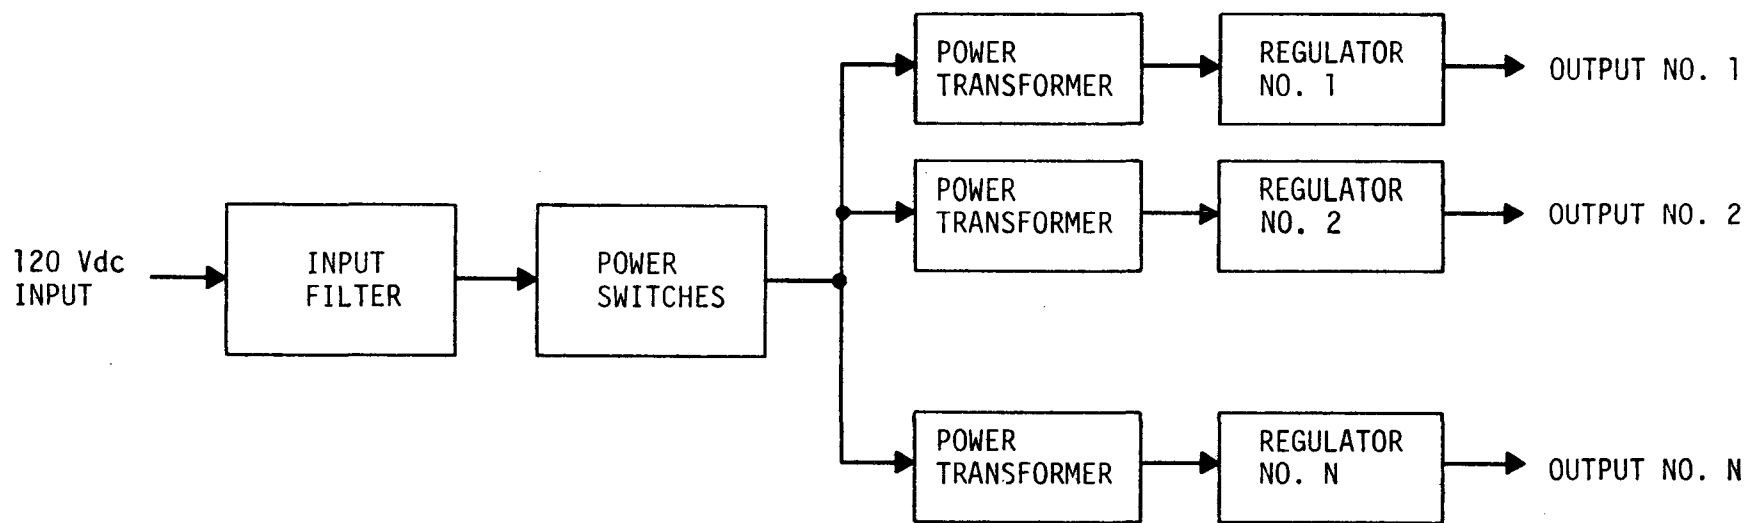 120 Vdc
INPUT
INPUT
FILTER
POWER
SWITCHES
POWER
TRANSFORMER
REGULATOR
NO. 1
OUTPUT NO. 1
POWER
TRANSFORMER
REGULATOR
NO. 2
OUTPUT NO. 2
POWER
TRANSFORMER
REGULATOR
NO. N
OUTPUT NO. N